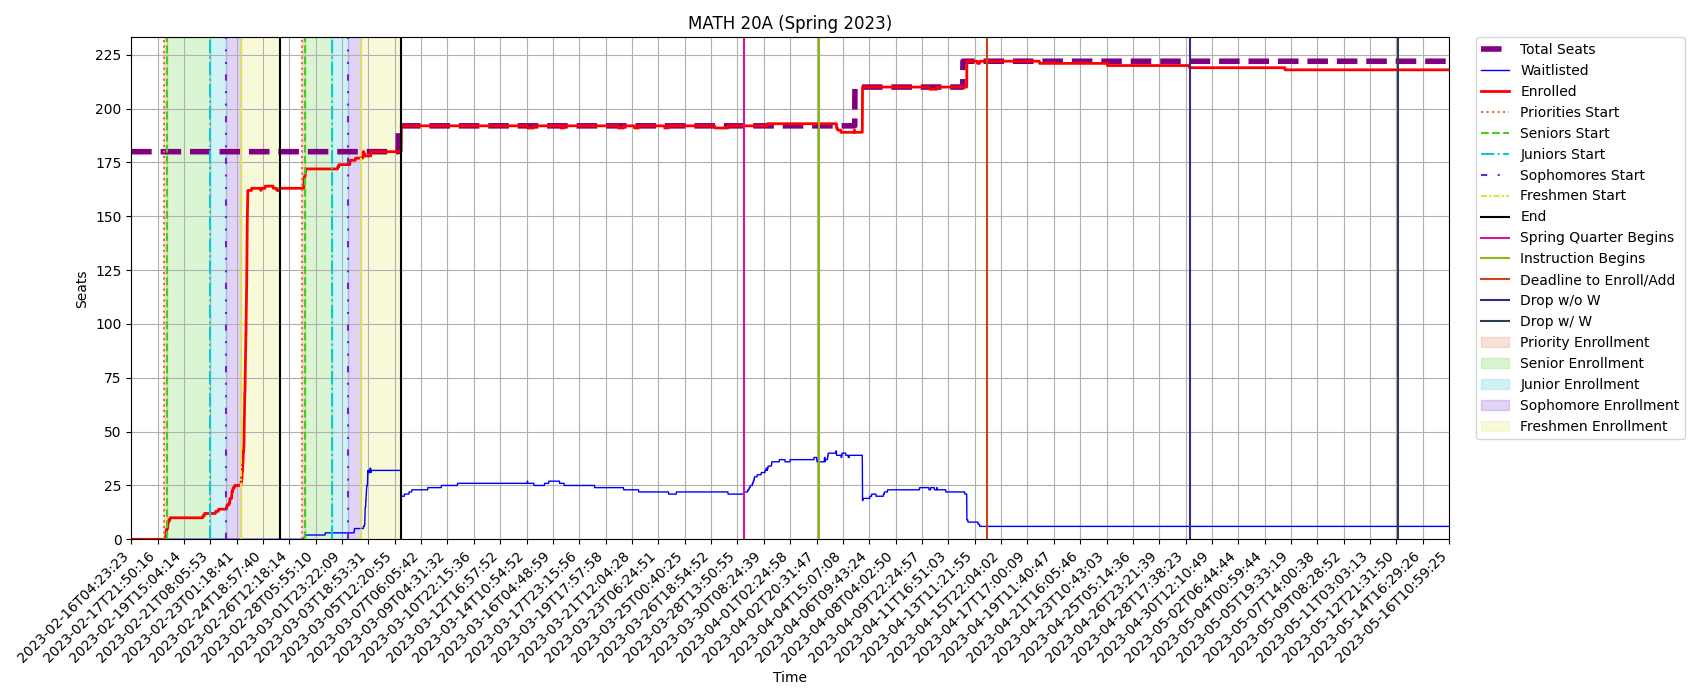 MATH 20A (Spring 2023)
Seats
225
200
175
150
125
100
75
50
25
0
2023-02-16T04:23:23
2023-02-17T21:50:16
2023-02-19T15:04:14
2023-02-21T08:05:53
2023-02-23T01:18:41
2023-02-24T18:57:40
2023-02-26T12:18:14
2023-02-28T05:55:10
2023-03-01T23:22:09
2023-03-03T18:53:31
2023-03-05T12:20:55
2023-03-07T06:05:42
2023-03-09T04:31:32
2023-03-10T22:15:36
2023-03-12T16:57:52
2023-03-14T10:54:52
2023-03-16T04:48:59
2023-03-17T23:15:56
2023-03-19T17:57:58
2023-03-21T12:04:28
2023-03-23T06:24:51
2023-03-25T00:40:25
2023-03-26T18:54:52
2023-03-28T13:50:55
2023-03-30T08:24:39
2023-04-01T02:24:58
2023-04-02T20:31:47
2023-04-04T15:07:08
2023-04-06T09:43:24
2023-04-08T04:02:50
2023-04-09T22:24:57
2023-04-11T16:51:03
2023-04-13T11:21:55
2023-04-15T22:04:02
2023-04-17T17:00:09
2023-04-19T11:40:47
2023-04-21T16:05:46
2023-04-23T10:43:03
2023-04-25T05:14:36
2023-04-26T23:21:39
2023-04-28T17:38:23
2023-04-30T12:10:49
2023-05-02T06:44:44
2023-05-04T00:59:44
2023-05-05T19:33:19
2023-05-07T14:00:38
2023-05-09T08:28:52
2023-05-11T03:03:13
2023-05-12T21:31:50
2023-05-14T16:29:26
2023-05-16T10:59:25
Time
Total Seats
Waitlisted
Enrolled
Priorities Start
Seniors Start
Juniors Start
Sophomores Start
Freshmen Start
End
Spring Quarter Begins
Instruction Begins
Deadline to Enroll/Add
Drop w/o W
Drop w/ W
Priority Enrollment
Senior Enrollment
Junior Enrollment
Sophomore Enrollment
Freshmen Enrollment